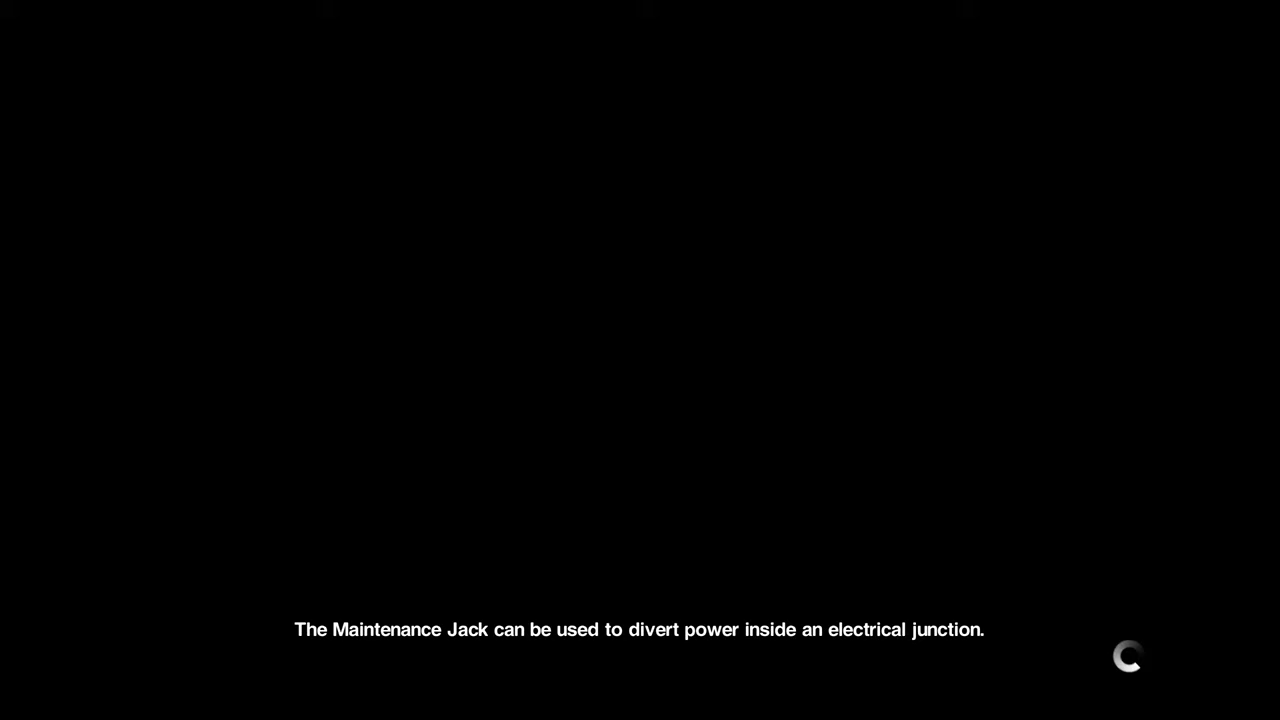 The Maintenance Jack can be used to divert power inside an electrical junction.